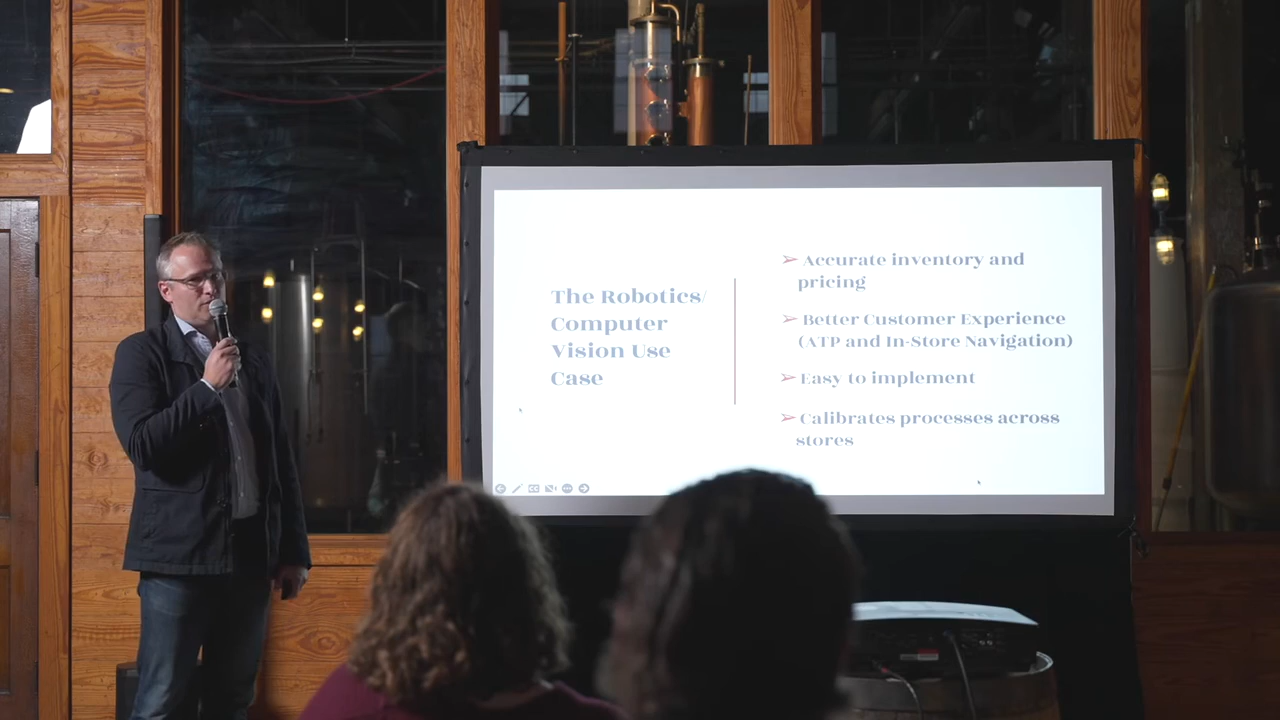 The Robotics/
Computer
Vision Use
Case
➢ Accurate inventory and
pricing
➢ Better Customer Experience
(ATP and In-Store Navigation)
➢ Easy to implement
➢ Calibrates processes across
stores